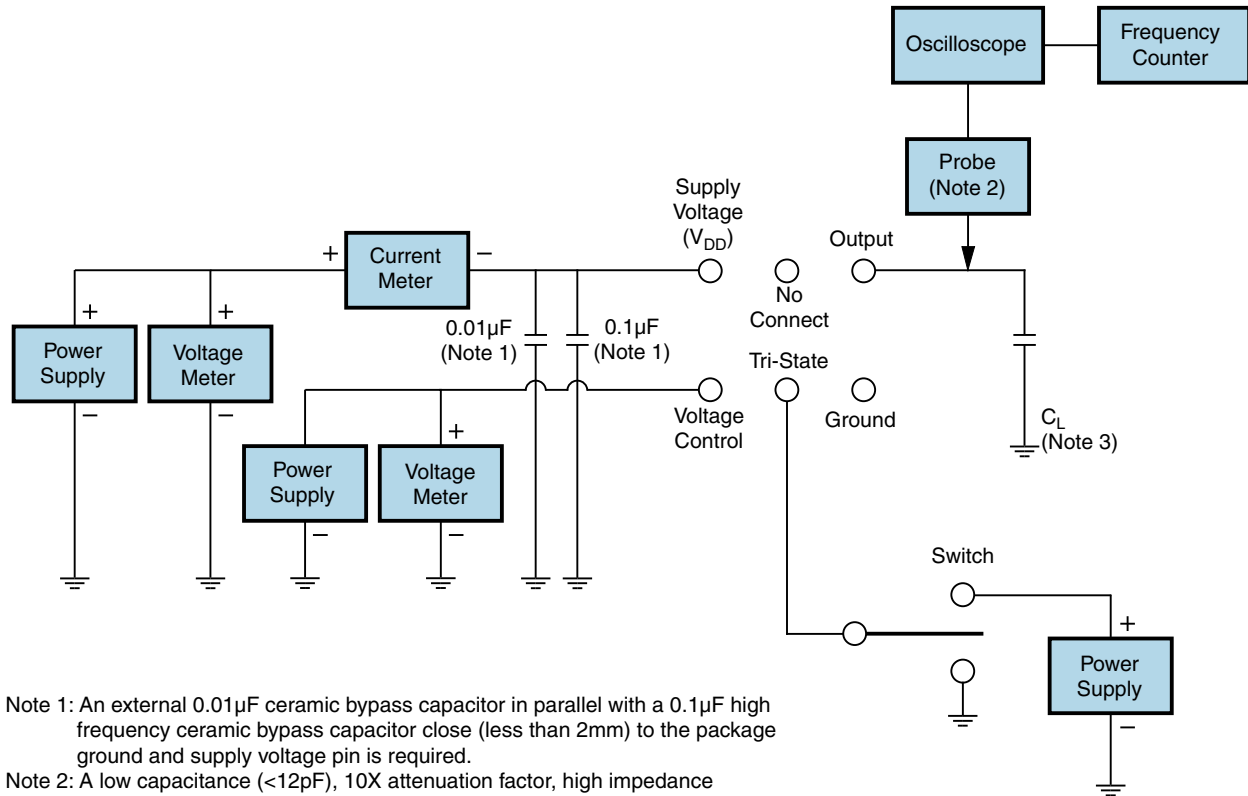 Oscilloscope
Frequency
Counter
Probe
(Note 2)
Supply
Voltage
(VDD)
Output
+
Current
Meter
−
No
Connect
+
Power
Supply
−
+
Voltage
Meter
−
0.01µF
(Note 1)
0.1µF
(Note 1)
Tri-State
Voltage
Control
Ground
CL
(Note 3)
Power
Supply
−
+
Voltage
Meter
−
Switch
+
Power
Supply
−
Note 1: An external 0.01µF ceramic bypass capacitor in parallel with a 0.1µF high
frequency ceramic bypass capacitor close (less than 2mm) to the package
ground and supply voltage pin is required.
Note 2: A low capacitance (<12pF), 10X attenuation factor, high impedance